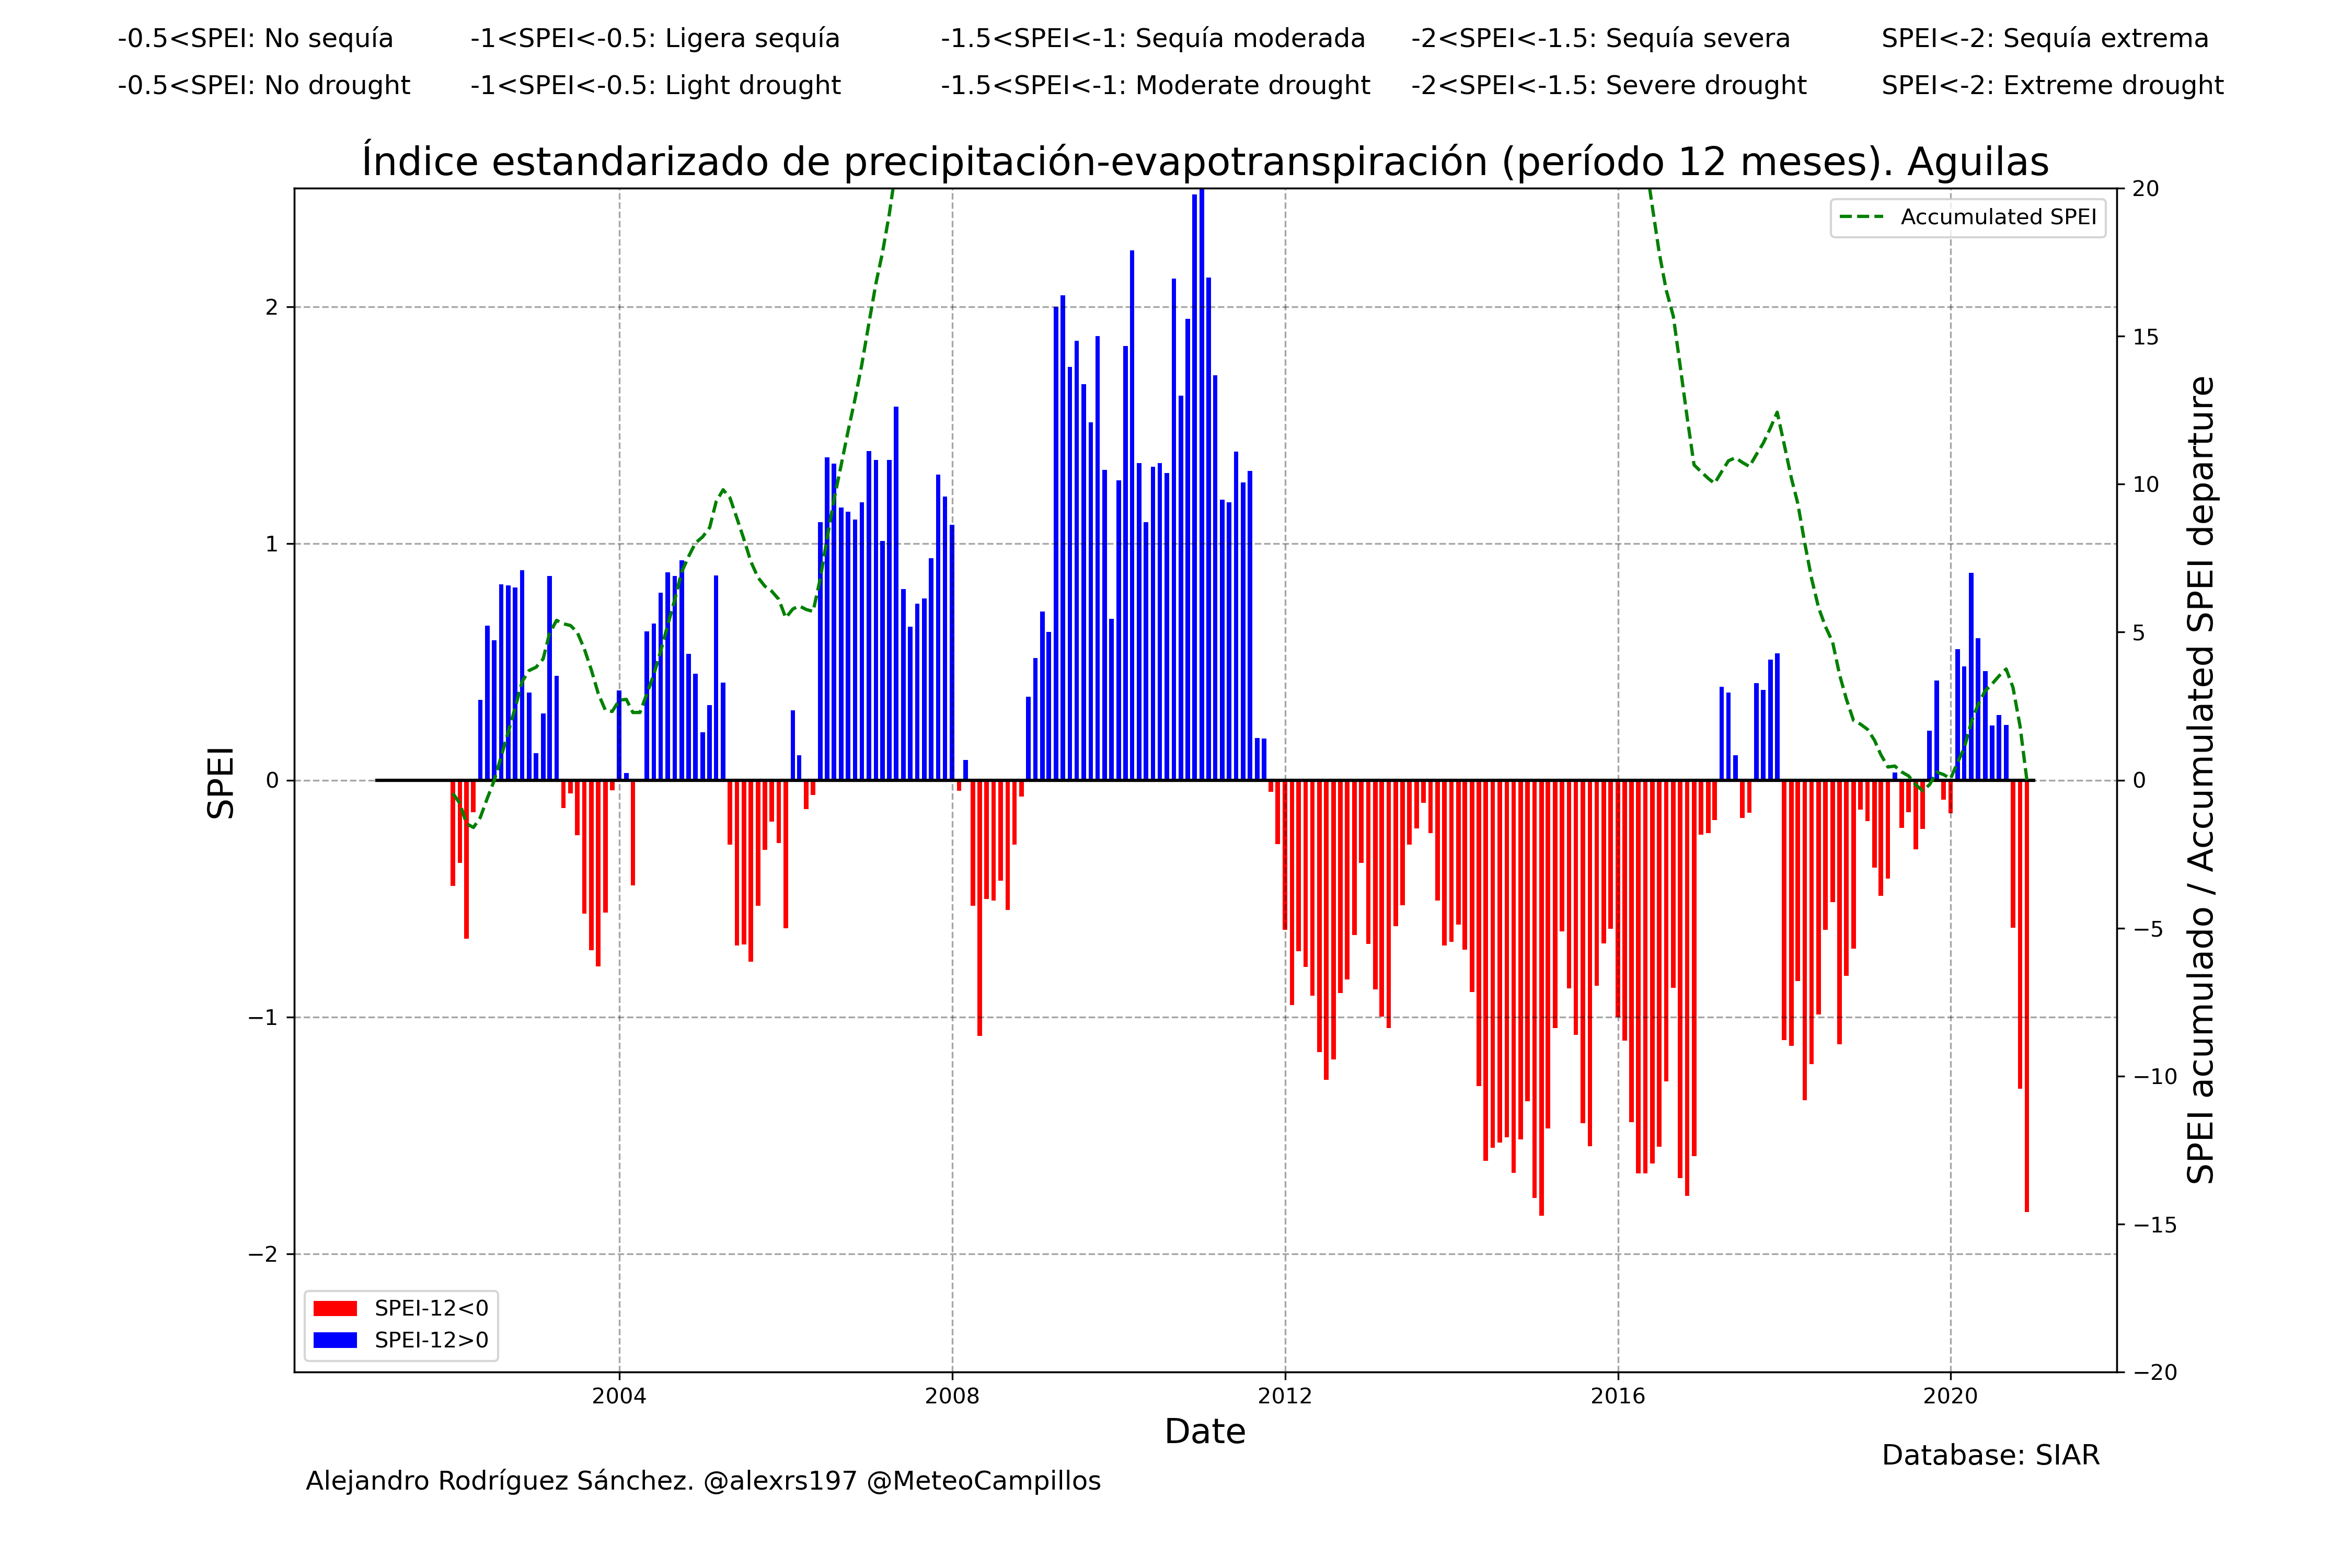 -0.5<SPEI: No sequía -1<SPEI<-0.5: Ligera sequía -1.5<SPEI<-1: Sequía moderada -2<SPEI<-1.5: Sequía severa SPEI<-2: Sequía extrema
-0.5<SPEI: No drought -1<SPEI<-0.5: Light drought -1.5<SPEI<-1: Moderate drought -2<SPEI<-1.5: Severe drought SPEI<-2: Extreme drought
Índice estandarizado de precipitación-evapotranspiración (período 12 meses). Aguilas
Accumulated SPEI
SPEI
2
1
0
−1
−2
20
15
10
5
0
−5
−10
−15
−20
SPEI acumulado / Accumulated SPEI departure
SPEI-12<0
SPEI-12>0
2004 2008 2012 2016 2020
Date
Database: SIAR
Alejandro Rodríguez Sánchez. @alexrs197 @MeteoCampillos